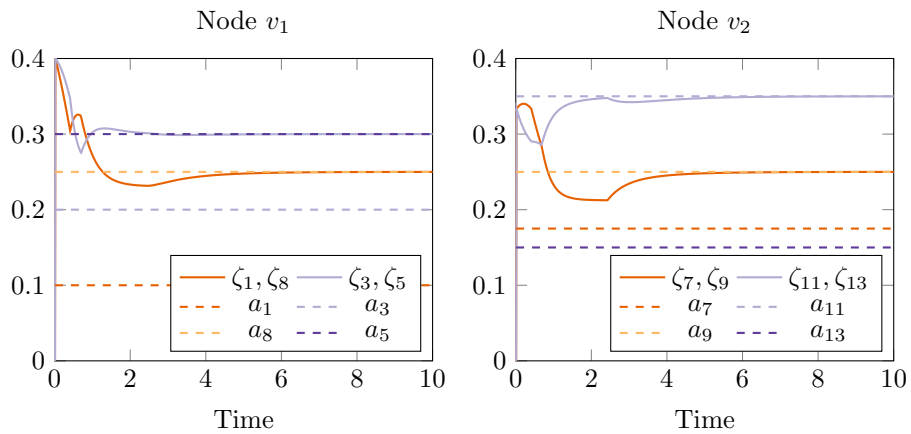 Node v₁
Node v₂
0.4
0.3
0.2
0.1
0
ζ₁, ζ₈ ζ₃, ζ₅
a₁ a₃
a₈ a₅
0 2 4 6 8 10
Time
0.4
0.3
0.2
0.1
0
ζ₇, ζ₉ ζ₁₁, ζ₁₃
a₇ a₁₁
a₉ a₁₃
0 2 4 6 8 10
Time